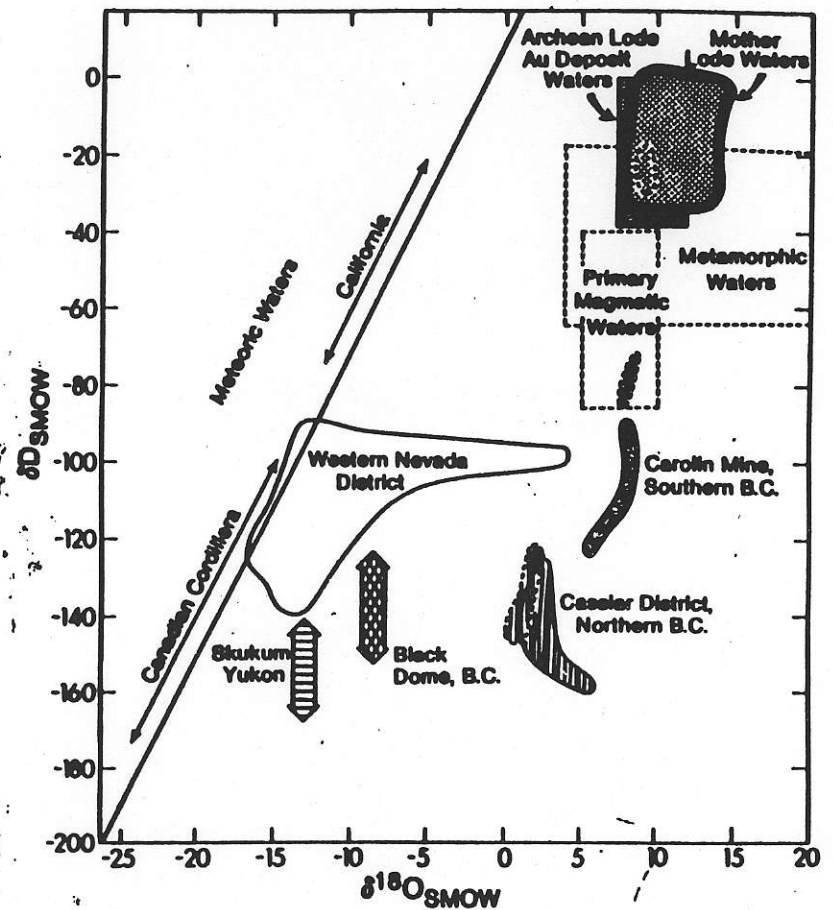 Archean Lode
Au Deposit
Waters
Mother
Lode Waters
0
-20
-40
-60
-80
-100
-120
-140
-160
-180
-200
δD SMOW
California
Meteoric Waters
Canadian Cordillera
Metamorphic
Waters
Primary
Magmatic
Waters
Western Nevada
District
Carolin Mine,
Southern B.C.
Cassiar District,
Northern B.C.
Skukum
Yukon
Black
Dome, B.C.
-25
-20
-15
-10
-5
0
5
10
15
20
δ18O SMOW